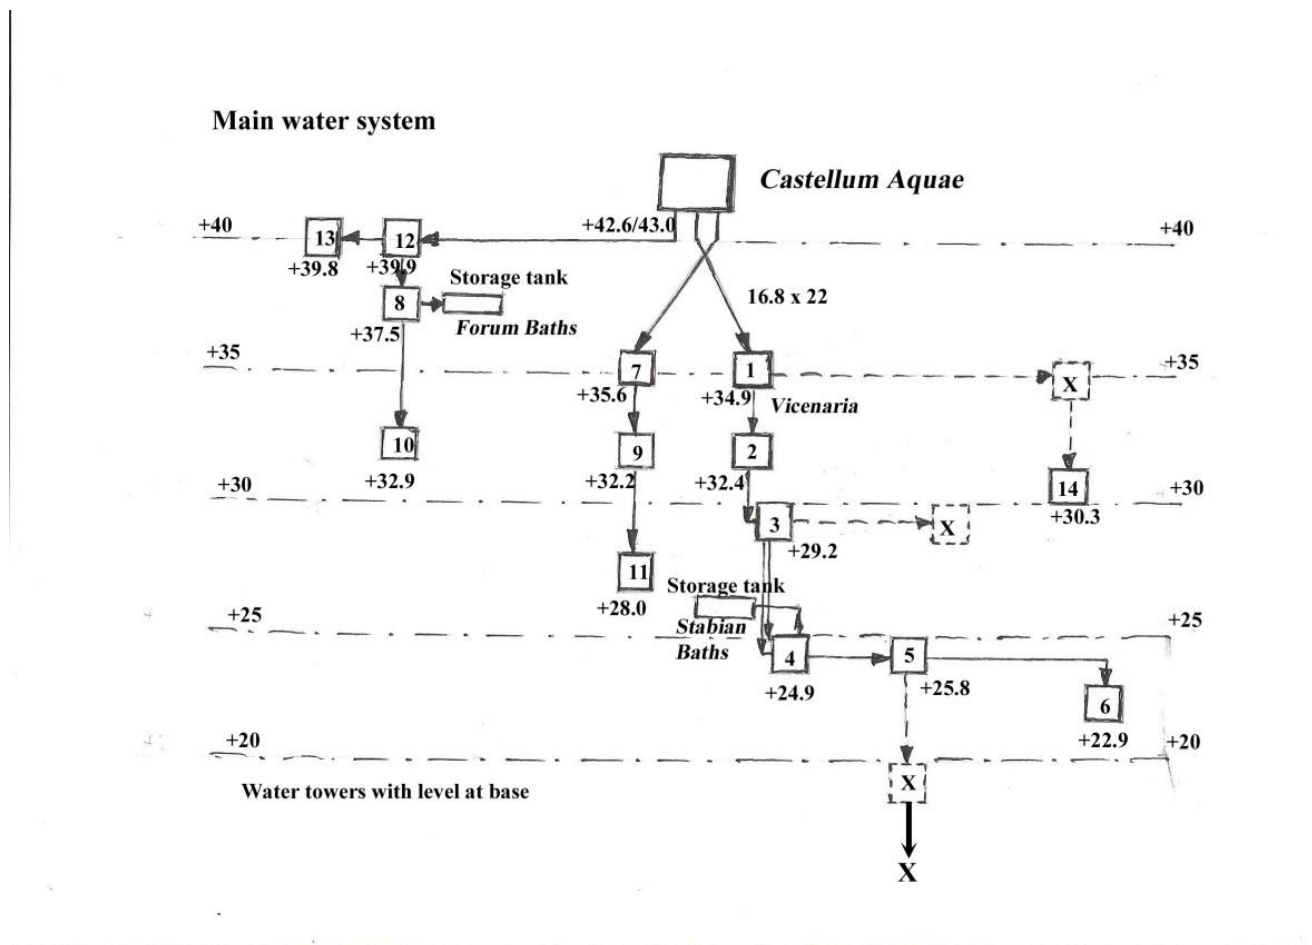 Main water system
Castellum Aquae
+40
+42.6/43.0
+40
13
12
+39.8
+39.9
Storage tank
8
16.8 x 22
Forum Baths
+37.5
+35
+35
7
1
X
+35.6
+34.9
Vicenaria
10
9
2
+32.9
+32.2
+32.4
+30
14
+30
+30.3
3
X
+29.2
11
Storage tank
+28.0
+25
Stabian
+25
Baths
4
5
+24.9
+25.8
6
+20
+22.9
+20
X
Water towers with level at base
X